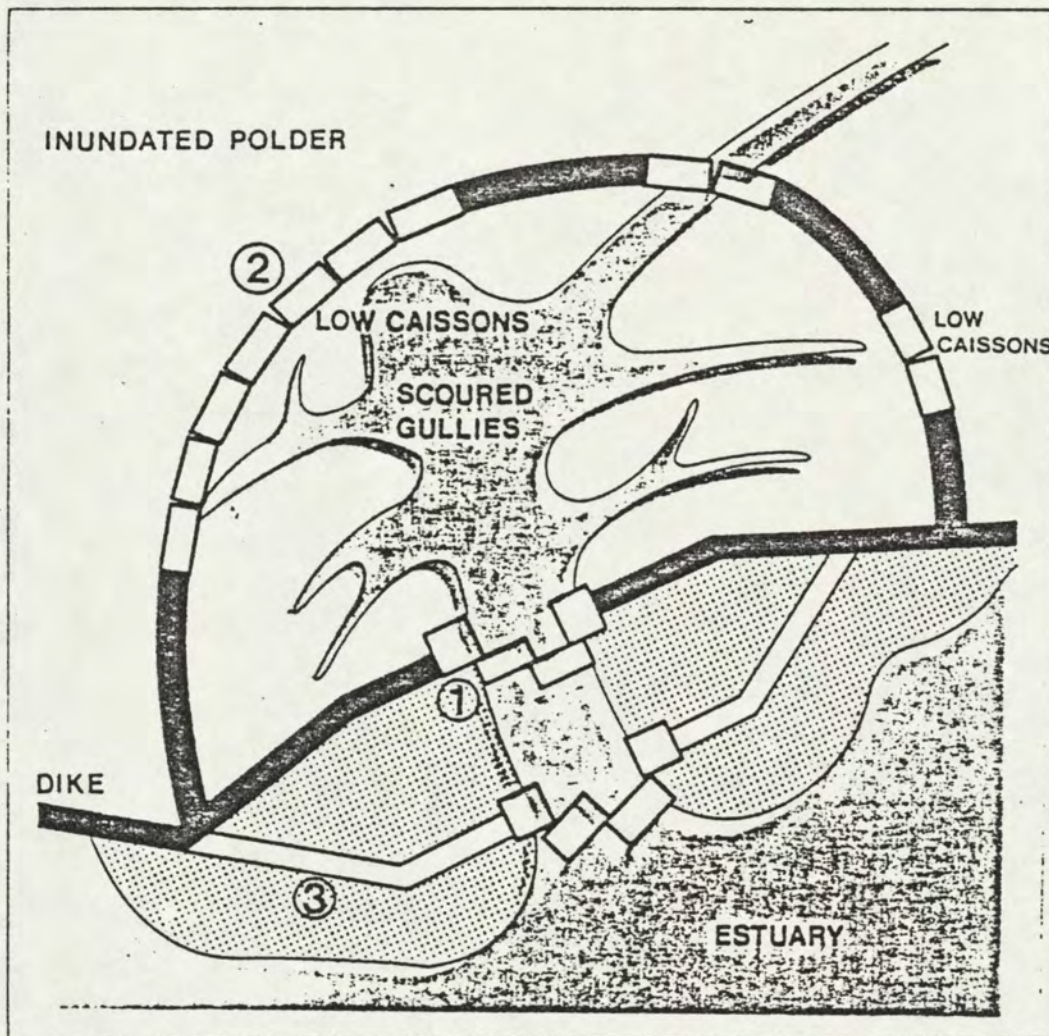 INUNDATED POLDER
②
LOW CAISSONS
LOW
CAISSONS
SCOURED
GULLIES
①
DIKE
③
ESTUARY